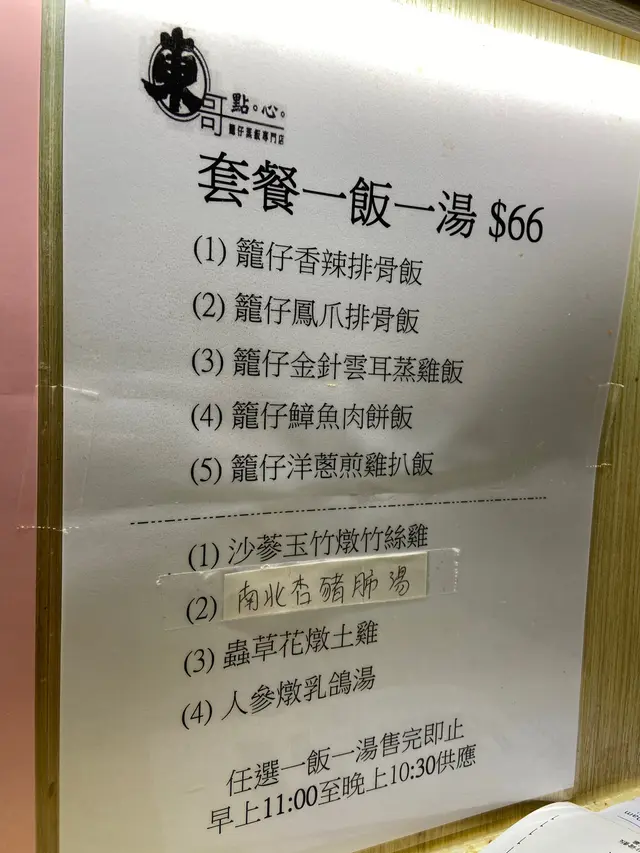 東哥點。心。
籠仔蒸飯專門店
套餐一飯一湯 $66
(1) 籠仔香辣排骨飯
(2) 籠仔鳳爪排骨飯
(3) 籠仔金針雲耳蒸雞飯
(4) 籠仔鱆魚肉餅飯
(5) 籠仔洋蔥煎雞扒飯
(1) 沙蔘玉竹燉竹絲雞
(2) 南北杏豬肺湯
(3) 蟲草花燉土雞
(4) 人參燉乳鴿湯
任選一飯一湯售完即止
早上11:00至晚上10:30供應